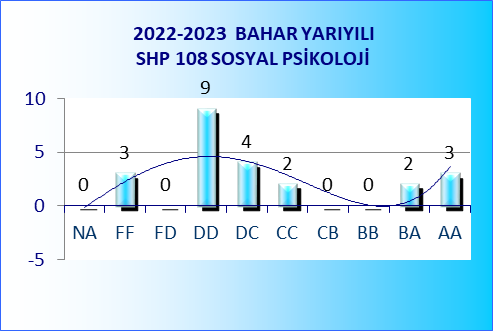 2022-2023 BAHAR YARIYILI
SHP 108 SOSYAL PSİKOLOJİ
10
5
0
-5
0 3 0 9 4 2 0 0 2 3
NA FF FD DD DC CC CB BB BA AA